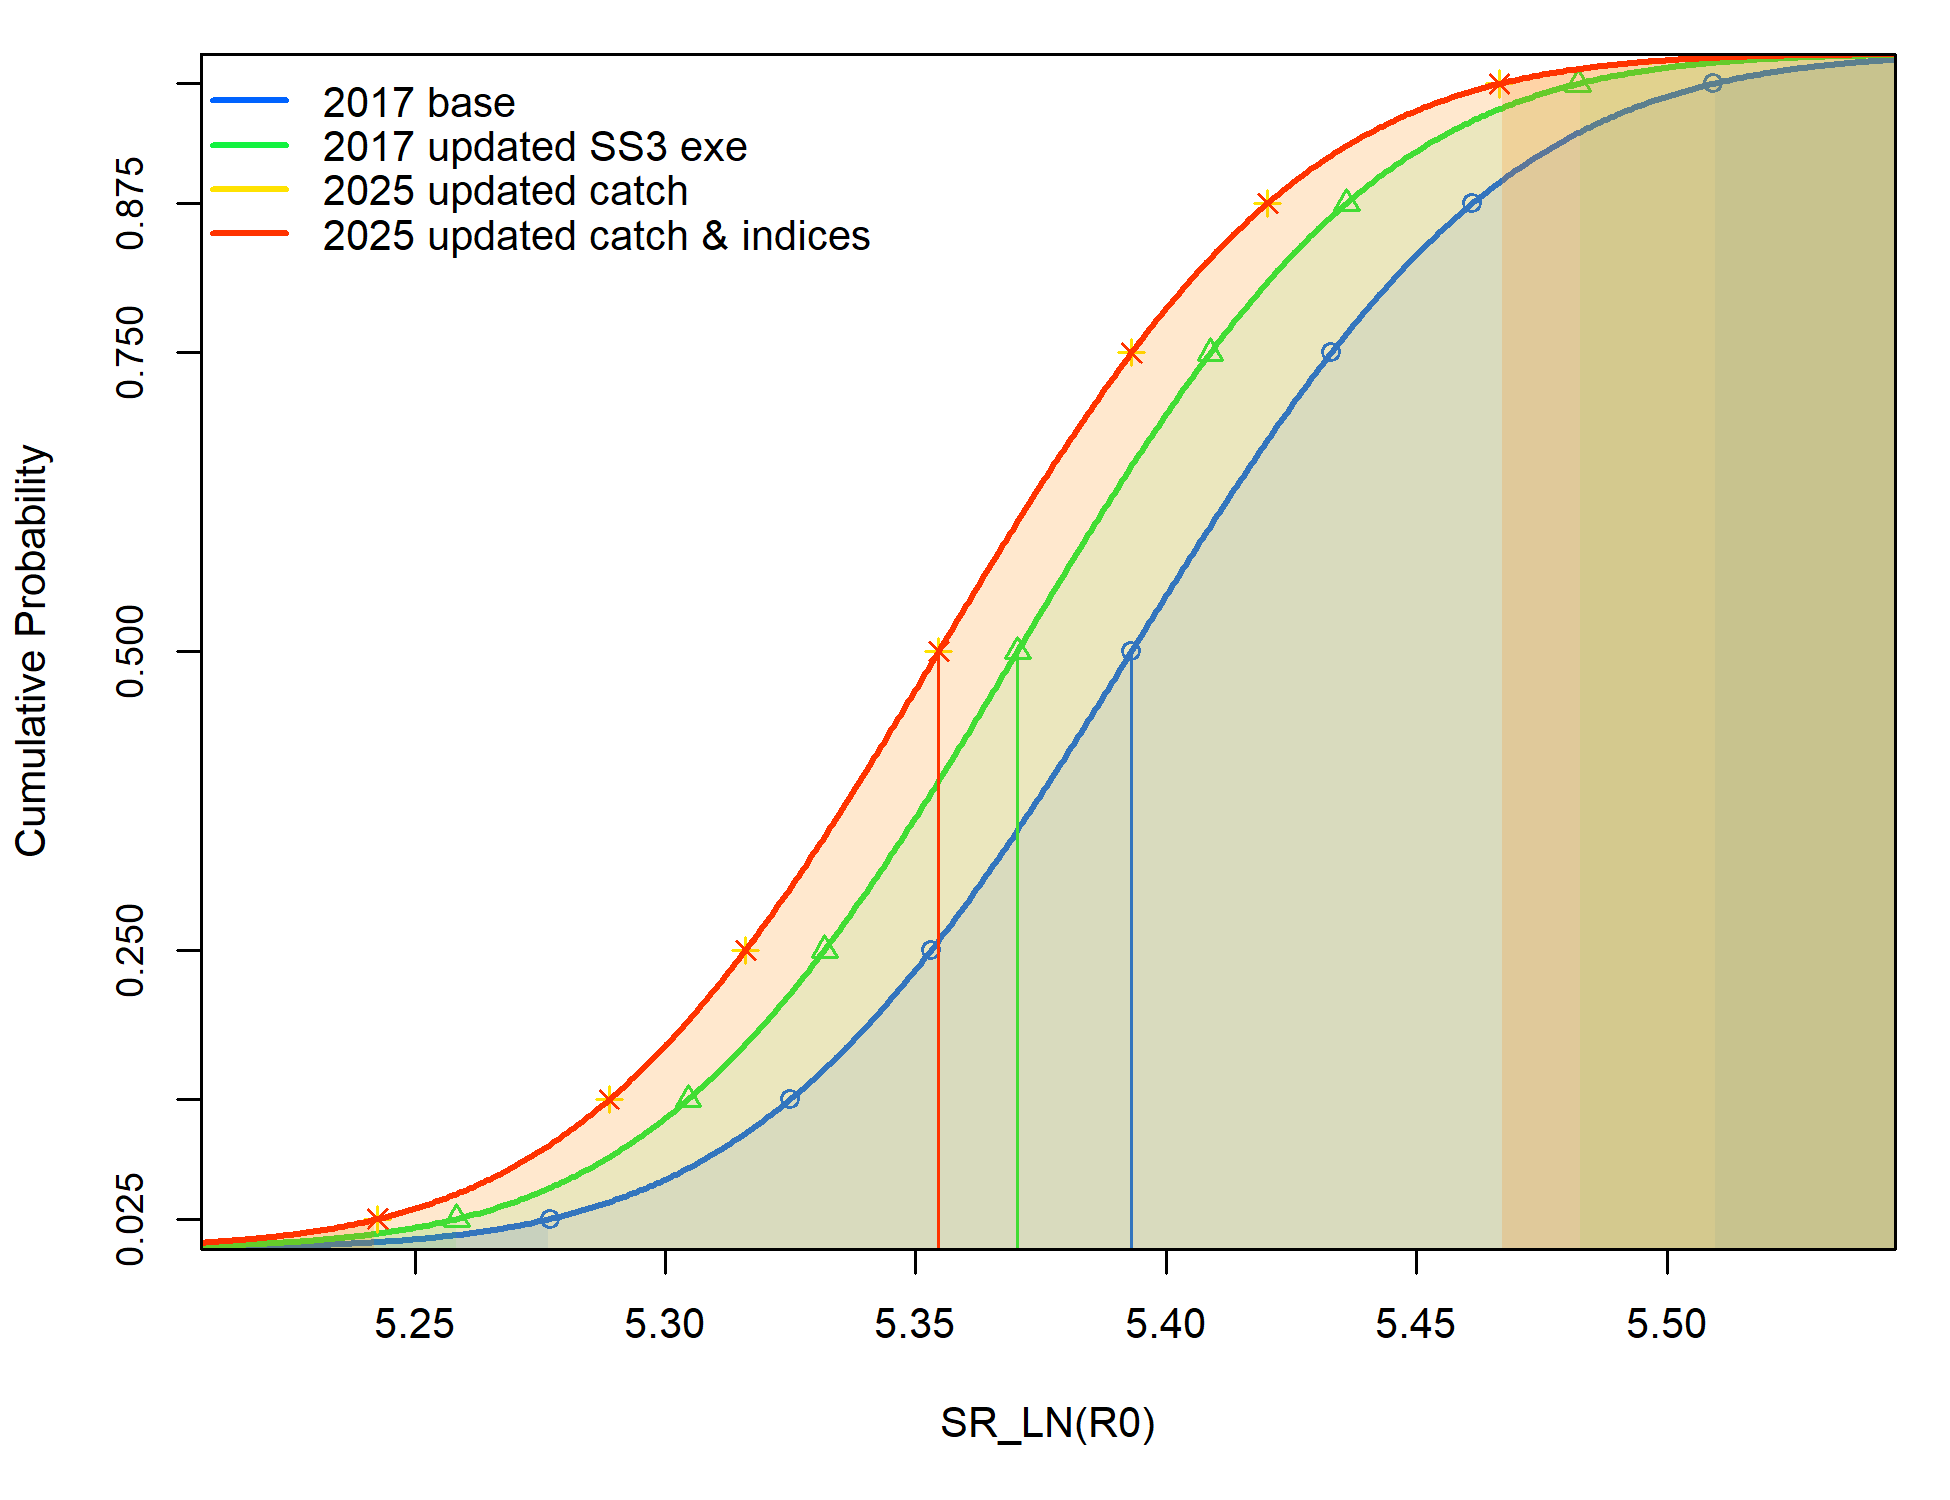 2017 base
2017 updated SS3 exe
2025 updated catch
2025 updated catch & indices
Cumulative Probability
0.875
0.750
0.500
0.250
0.025
5.25 5.30 5.35 5.40 5.45 5.50
SR_LN(R0)